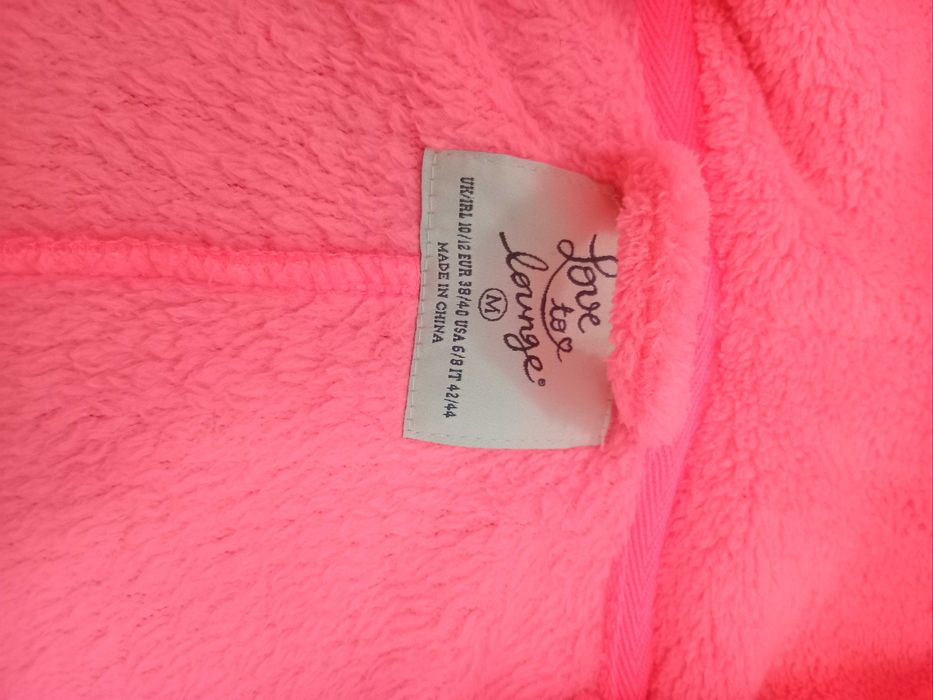 Love
to
lounge®
M
UK/IRL 10/12 EUR 38/40 USA 6/8 IT 42/44
MADE IN CHINA